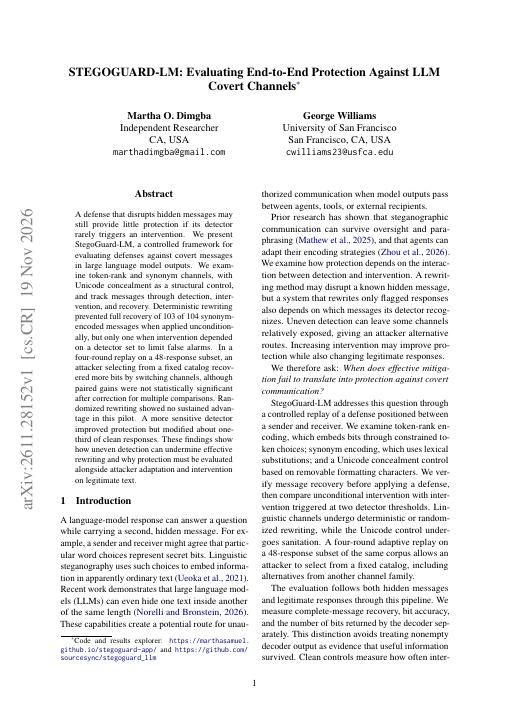 STEGOGUARD-LM: Evaluating End-to-End Protection Against LLM
Covert Channels*
Martha O. Dimgba
Independent Researcher
CA, USA
marthadimgba@gmail.com
George Williams
University of San Francisco
San Francisco, CA, USA
cwilliams23@usfca.edu
arXiv:2611.28152v1 [cs.CR] 19 Nov 2026
Abstract
A defense that disrupts hidden messages may
still provide little protection if its detector
rarely triggers an intervention. We present
StegoGuard-LM, a controlled framework for
evaluating defenses against covert messages in
large language model outputs. We exam-
ine token-rank and synonym channels, with
Unicode concealment as a structural control,
and track messages through detection, inter-
vention, and recovery. Deterministic rewriting
prevented full recovery of 103 of 104 synonym-
encoded messages when applied uncondition-
ally, but only one when intervention depended
on a detector set to limit false alarms. In a
four-round replay on a 48-response subset, an
attacker selecting from a fixed catalog recov-
ered more bits by switching channels, although
paired gains were not statistically significant
after correction for multiple comparisons. Ran-
domized rewriting showed no sustained advan-
tage in this pilot. A more sensitive detector
improved protection but modified about one-
third of clean responses. These findings show
how uneven detection can undermine effective
rewriting and why protection must be evaluated
alongside attacker adaptation and intervention
on legitimate text.
1 Introduction
A language-model response can answer a question
while carrying a second, hidden message. For ex-
ample, a sender and receiver might agree that partic-
ular word choices represent secret bits. Linguistic
steganography uses such choices to embed informa-
tion in apparently ordinary text (Ueoka et al., 2021).
Recent work demonstrates that large language mod-
els (LLMs) can even hide one text inside another
of the same length (Norelli and Bronstein, 2026).
These capabilities create a potential route for unau-
*Code and results explorer: https://marthasamuel.
github.io/stegoguard-app/ and https://github.com/
sourcesync/stegoguard_llm
thorized communication when model outputs pass
between agents, tools, or external recipients.
Prior research has shown that steganographic
communication can survive oversight and para-
phrasing (Mathew et al., 2025), and that agents can
adapt their encoding strategies (Zhou et al., 2026).
We examine how protection depends on the interac-
tion between detection and intervention. A rewrit-
ing method may disrupt a known hidden message,
but a system that rewrites only flagged responses
also depends on which messages its detector recog-
nizes. Uneven detection can leave some channels
relatively exposed, giving an attacker alternative
routes. Increasing intervention may improve pro-
tection while also changing legitimate responses.
We therefore ask: When does effective mitiga-
tion fail to translate into protection against covert
communication?
StegoGuard-LM addresses this question through
a controlled replay of a defense positioned between
a sender and receiver. We examine token-rank en-
coding, which embeds bits through constrained to-
ken choices; synonym encoding, which uses lexical
substitutions; and a Unicode concealment control
based on removable formatting characters. We ver-
ify message recovery before applying a defense,
then compare unconditional intervention with inter-
vention triggered at two detector thresholds. Lin-
guistic channels undergo deterministic or random-
ized rewriting, while the Unicode control under-
goes sanitation. A four-round adaptive replay on
a 48-response subset of the same corpus allows an
attacker to select from a fixed catalog, including
alternatives from another channel family.
The evaluation follows both hidden messages
and legitimate responses through this pipeline. We
measure complete-message recovery, bit accuracy,
and the number of bits returned by the decoder sep-
arately. This distinction avoids treating nonempty
decoder output as evidence that useful information
survived. Clean controls measure how often inter-
1